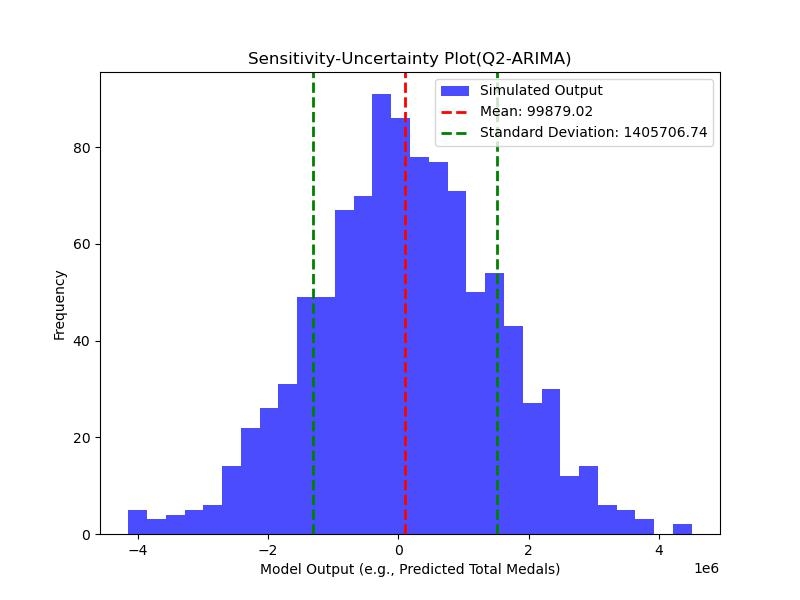 Sensitivity-Uncertainty Plot(Q2-ARIMA)
Simulated Output
Mean: 99879.02
Standard Deviation: 1405706.74
Frequency
80
60
40
20
0
−4 −2 0 2 4
1e6
Model Output (e.g., Predicted Total Medals)